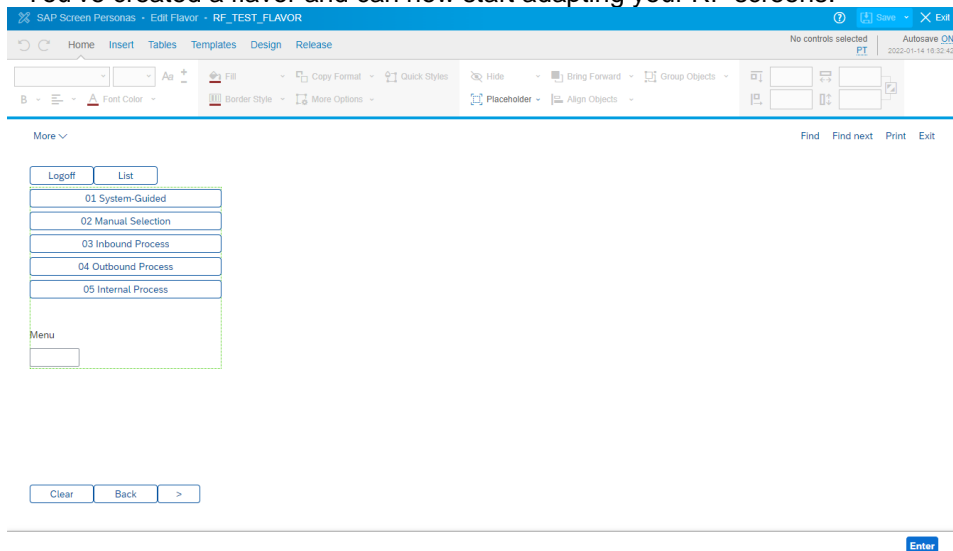 You've created a flavor and can now start adapting your RF screens.
SAP Screen Personas - Edit Flavor - RF_TEST_FLAVOR
Save
Exit
Home Insert Tables Templates Design Release
No controls selected
PT
Autosave ON
2022-01-14 16:32:42
Aa
Fill
Copy Format
Quick Styles
Hide
Bring Forward
Group Objects
B
A Font Color
Border Style
More Options
Placeholder
Align Objects
More
Find Find next Print Exit
Logoff List
01 System-Guided
02 Manual Selection
03 Inbound Process
04 Outbound Process
05 Internal Process
Menu
Clear Back >
Enter